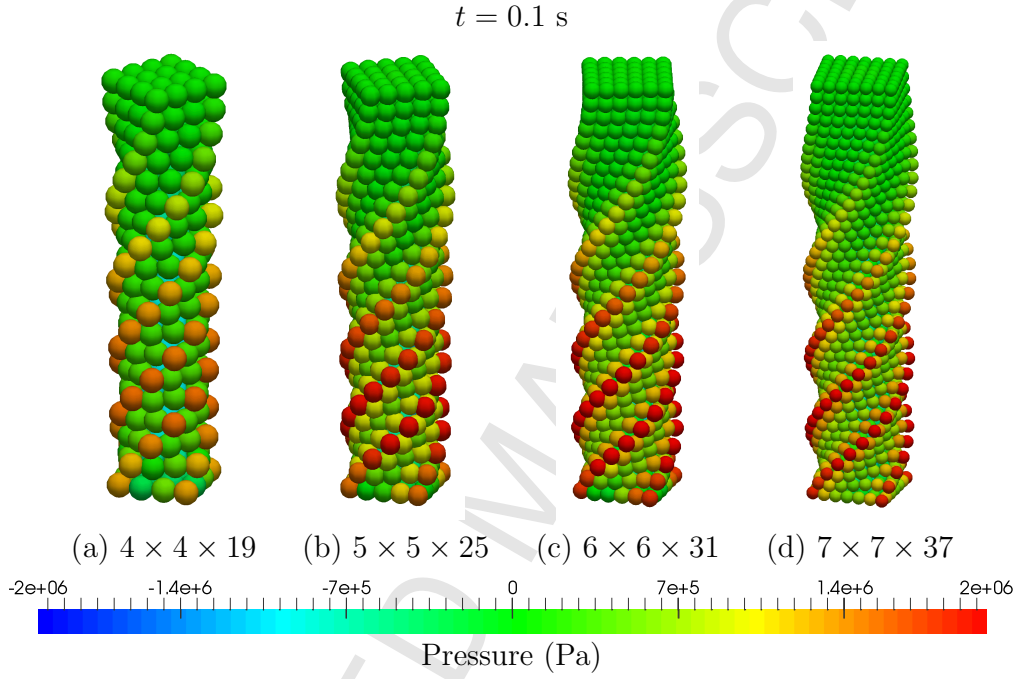 t = 0.1 s
(a) 4 × 4 × 19 (b) 5 × 5 × 25 (c) 6 × 6 × 31 (d) 7 × 7 × 37
-2e+06 -1.4e+6 -7e+5 0 7e+5 1.4e+6 2e+06
Pressure (Pa)